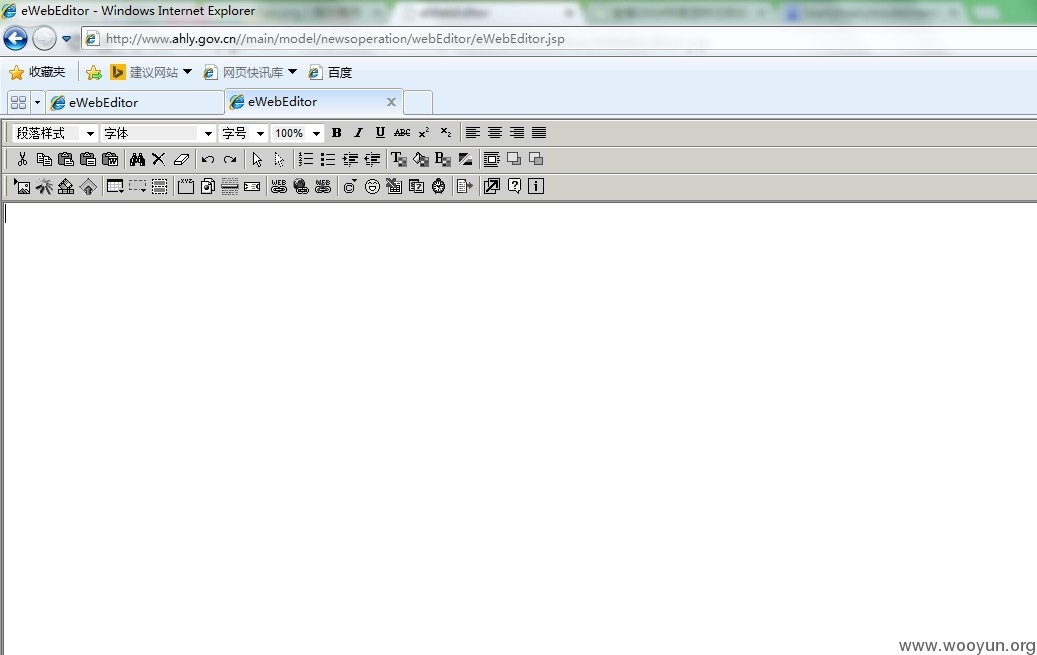 eWebEditor - Windows Internet Explorer
http://www.ahly.gov.cn//main/model/newsoperation/webEditor/eWebEditor.jsp
收藏夹 建议网站 网页快讯库 百度
eWebEditor eWebEditor
段落样式 字体 字号 100% B I U ABC x² x₂
www.wooyun.org